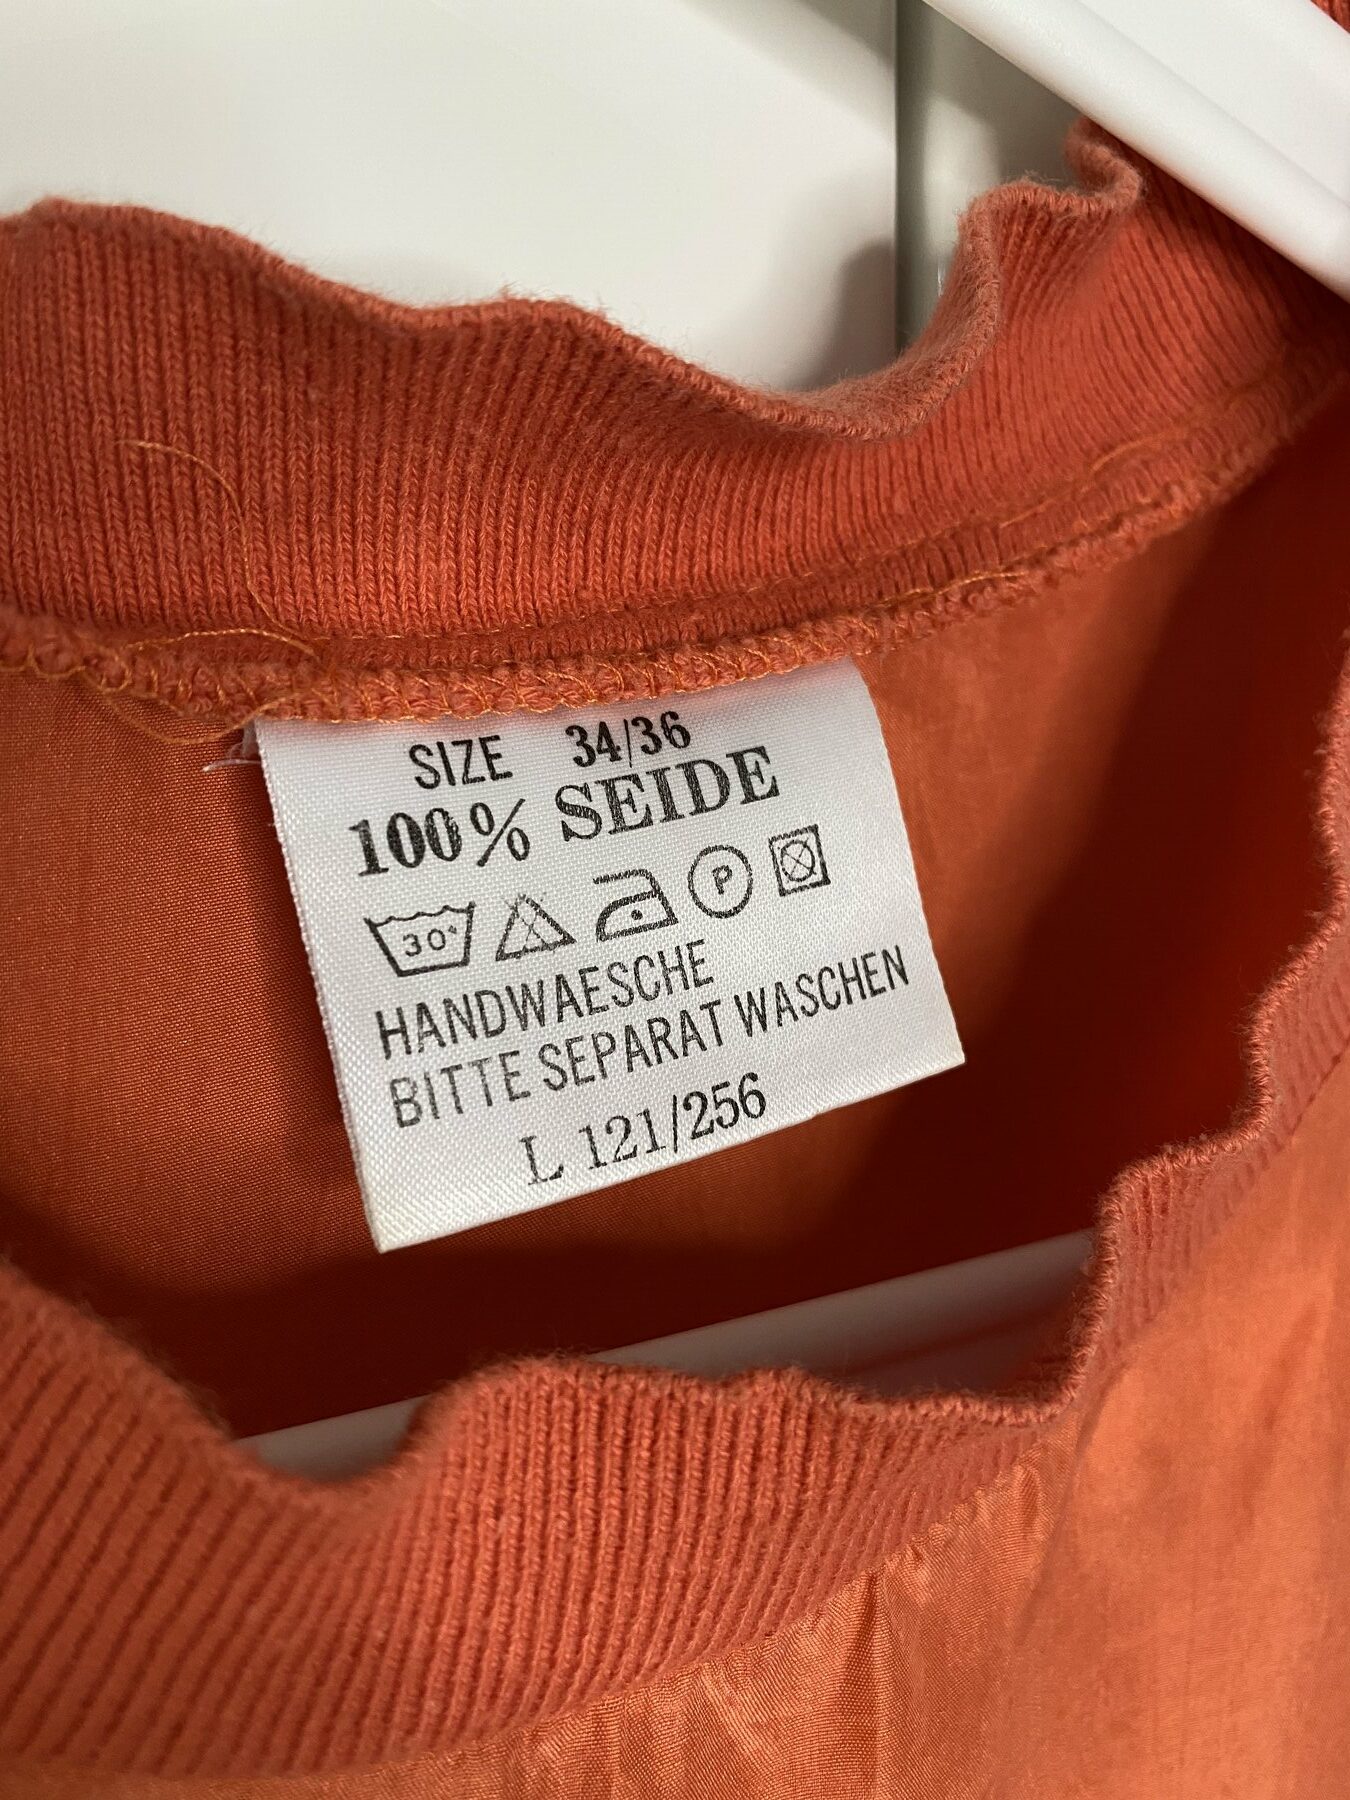 SIZE 34/36
100% SEIDE
30° P
HANDWAESCHE
BITTE SEPARAT WASCHEN
L 121/256